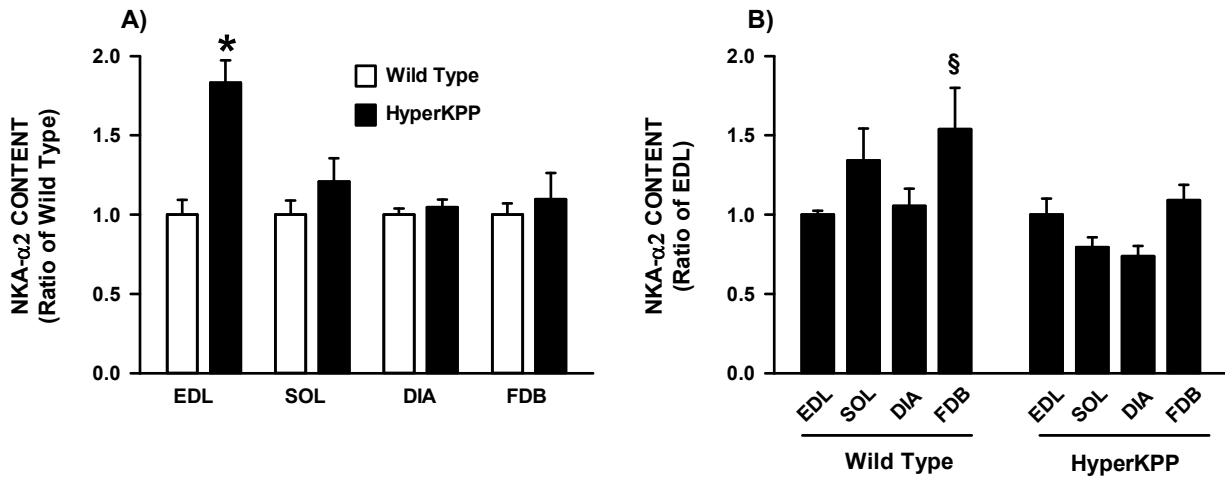 A)
NKA-α2 CONTENT
(Ratio of Wild Type)
2.0
1.5
1.0
0.5
0.0
*
Wild Type
HyperKPP
EDL SOL DIA FDB
B)
NKA-α2 CONTENT
(Ratio of EDL)
2.0
1.5
1.0
0.5
0.0
§
EDL SOL DIA FDB EDL SOL DIA FDB
Wild Type HyperKPP